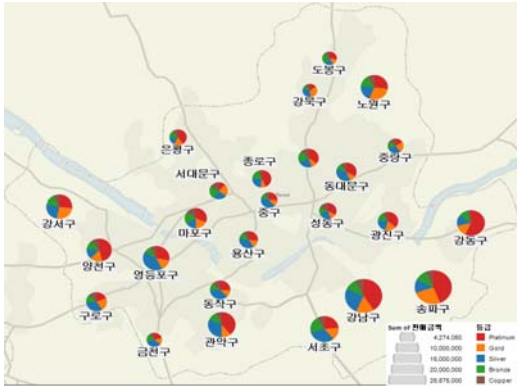 도봉구
강북구
노원구
은평구
중랑구
서대문구
종로구
동대문구
강서구
중구
성동구
마포구
광진구
강동구
용산구
양천구
영등포구
동작구
강남구
송파구
구로구
관악구
서초구
금천구
Sum of 판매금액
4,274,060
10,000,000
15,000,000
20,000,000
등급
Platinum
Gold
Silver
Bronze
Copper